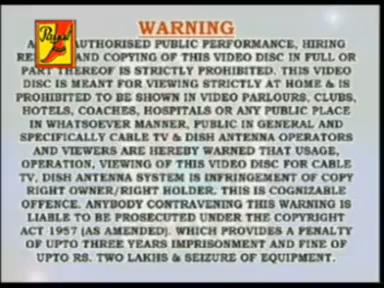 Payal
WARNING
A AUTHORISED PUBLIC PERFORMANCE, HIRING
RE AND COPYING OF THIS VIDEO DISC IN FULL OR
PART THEREOF IS STRICTLY PROHIBITED. THIS VIDEO
DISC IS MEANT FOR VIEWING STRICTLY AT HOME & IS
PROHIBITED TO BE SHOWN IN VIDEO PARLOURS, CLUBS,
HOTELS, COACHES, HOSPITALS OR ANY PUBLIC PLACE
IN WHATSOEVER MANNER, PUBLIC IN GENERAL AND
SPECIFICALLY CABLE TV & DISH ANTENNA OPERATORS
AND VIEWERS ARE HEREBY WARNED THAT USAGE,
OPERATION, VIEWING OF THIS VIDEO DISC FOR CABLE
TV, DISH ANTENNA SYSTEM IS INFRINGEMENT OF COPY
RIGHT OWNER/RIGHT HOLDER. THIS IS COGNIZABLE
OFFENCE. ANYBODY CONTRAVENING THIS WARNING IS
LIABLE TO BE PROSECUTED UNDER THE COPYRIGHT
ACT 1957 (AS AMENDED). WHICH PROVIDES A PENALTY
OF UPTO THREE YEARS IMPRISONMENT AND FINE OF
UPTO RS. TWO LAKHS & SEIZURE OF EQUIPMENT.